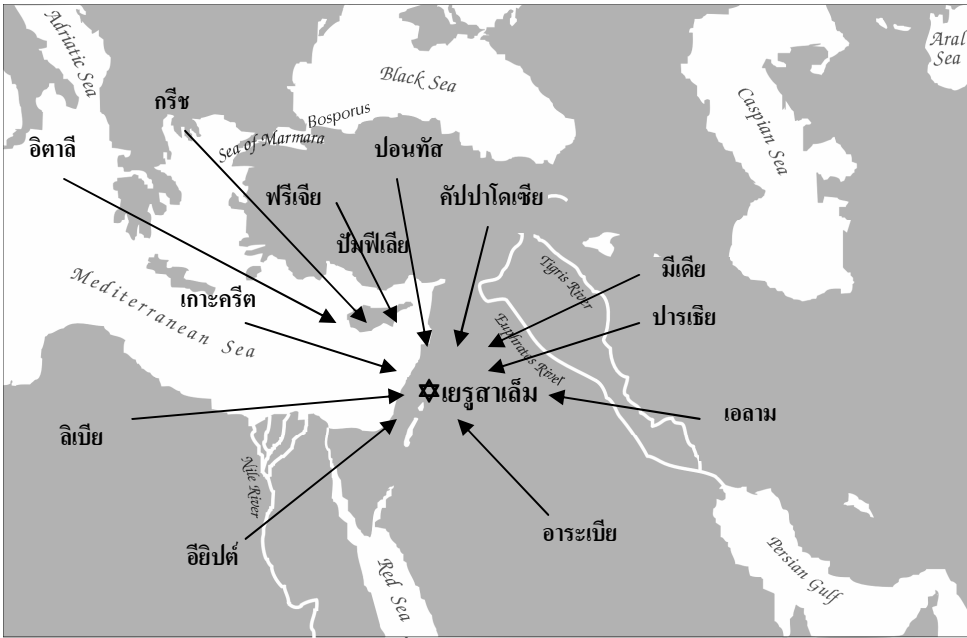 Adriatic Sea
Black Sea
Aral
Sea
กรีซ
Bosporus
Sea of Marmara
Caspian Sea
อิตาลี
ปอนทัส
ฟรีเจีย
คัปปาโดเซีย
ปัมฟีเลีย
Tigris River
มีเดีย
Mediterranean Sea
เกาะครีต
ปารเธีย
Euphrates River
เยรูซาเล็ม
ลิเบีย
เอลาม
Nile River
อาระเบีย
อียิปต์
Red Sea
Persian Gulf